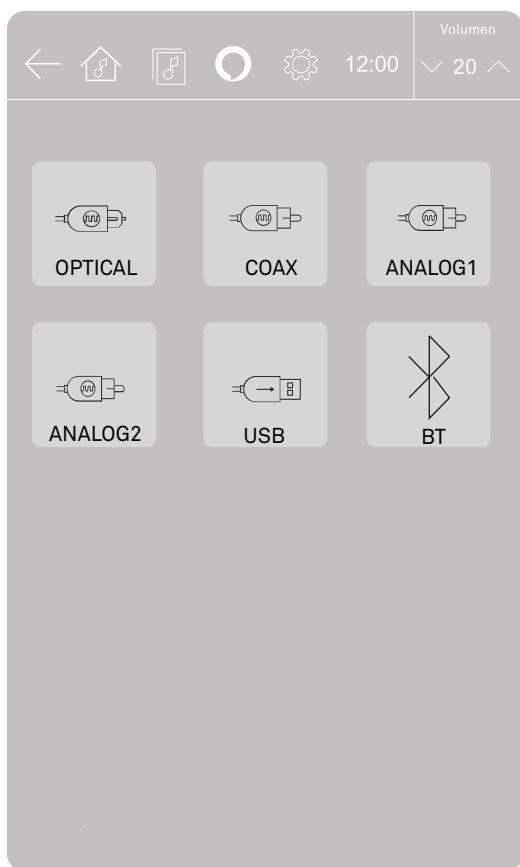 Volumen
12:00
20
OPTICAL
COAX
ANALOG1
ANALOG2
USB
BT